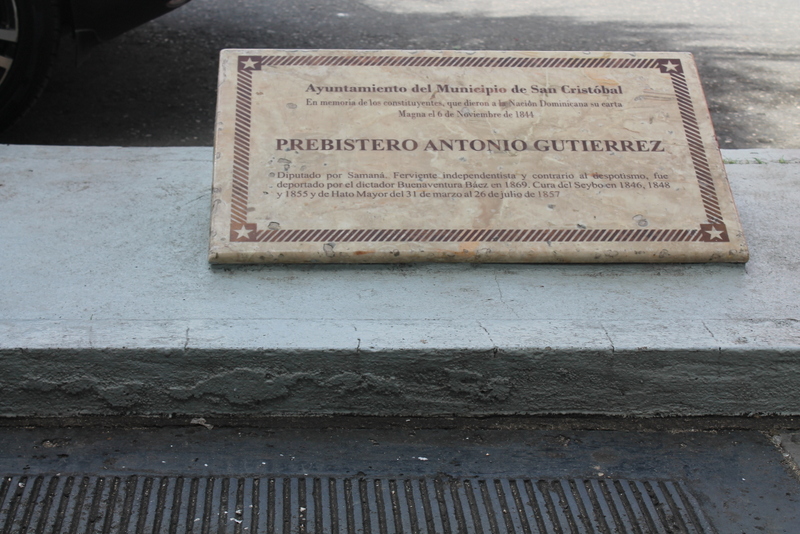 Ayuntamiento del Municipio de San Cristóbal
En memoria de los constituyentes, que dieron a la Nación Dominicana su carta
Magna el 6 de Noviembre de 1844
PREBISTERO ANTONIO GUTIERREZ
Diputado por Samaná. Ferviente independentista y contrario al despotismo, fue
deportado por el dictador Buenaventura Báez en 1869. Cura del Seybo en 1846, 1848
y 1855 y de Hato Mayor del 31 de marzo al 26 de julio de 1857